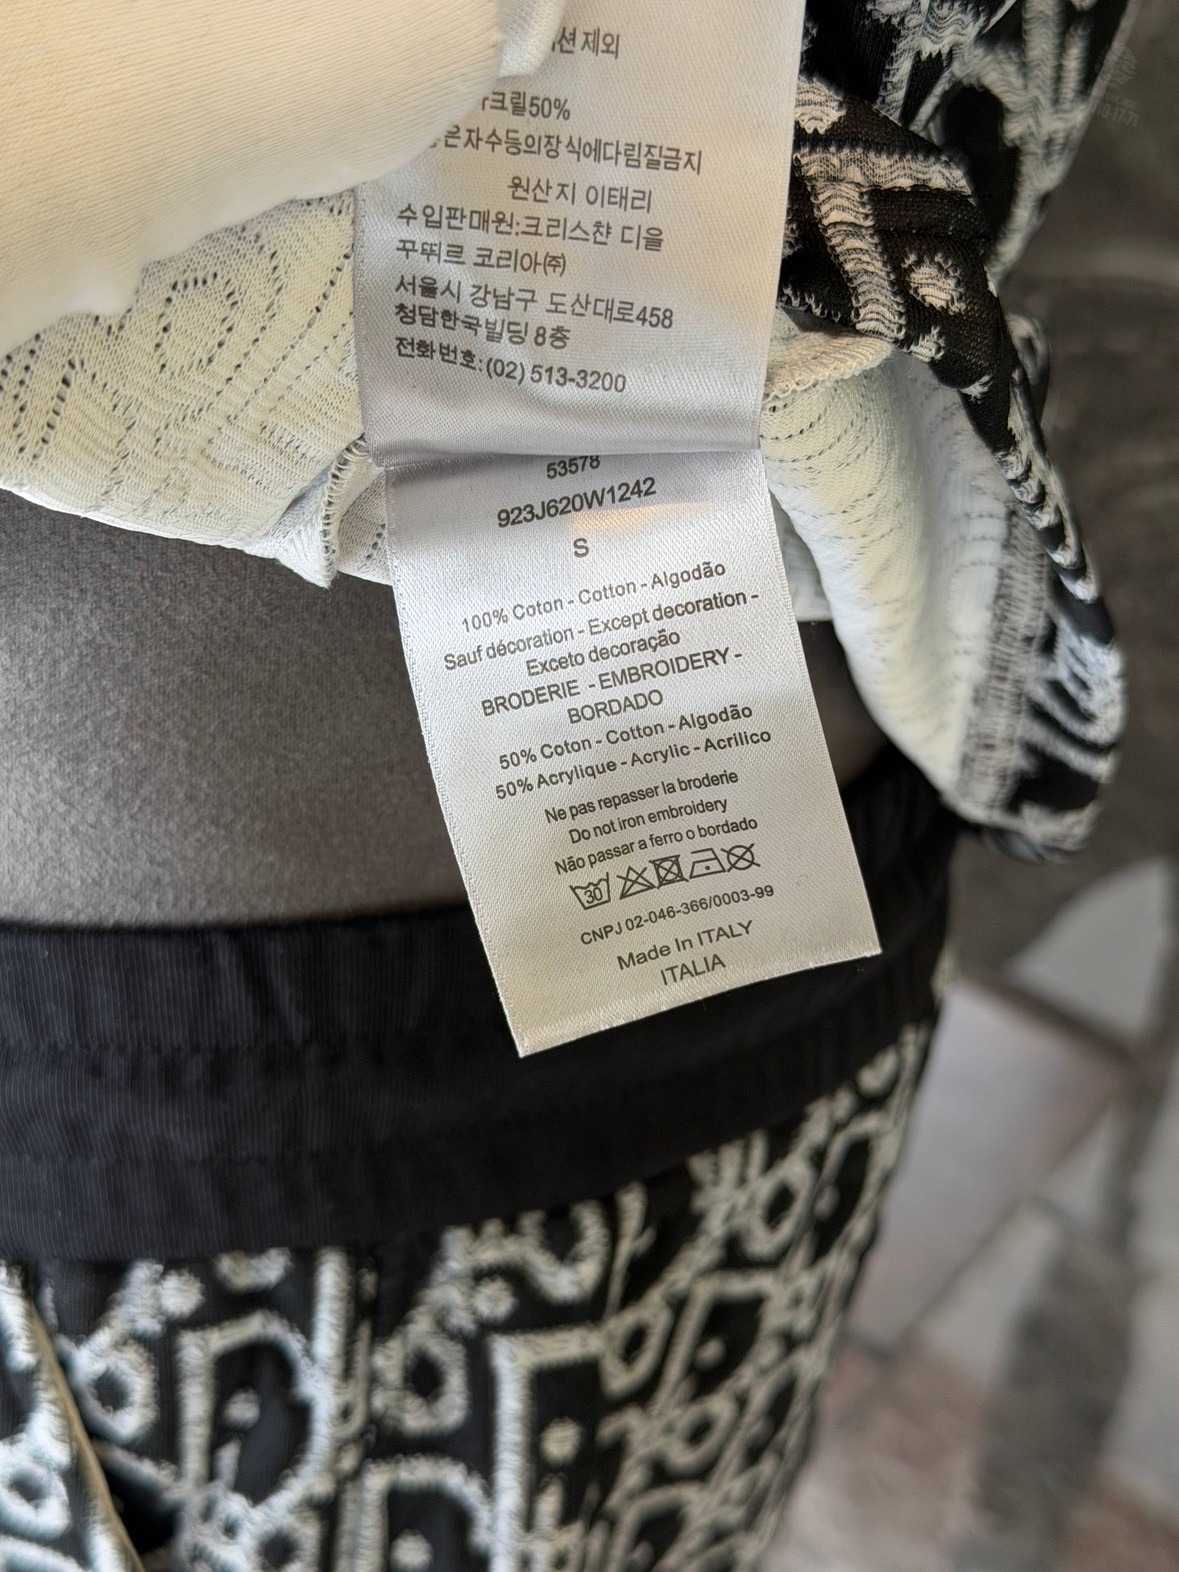 션 제외
크릴50%
은자수등의장식에다림질금지
원산지 이태리
수입판매원:크리스챤 디올
꾸뛰르 코리아㈜
서울시 강남구 도산대로458
청담한국빌딩 8층
전화번호:(02) 513-3200
53578
923J620W1242
S
100% Coton - Cotton - Algodão
Sauf décoration - Except decoration -
Exceto decoração
BRODERIE - EMBROIDERY -
BORDADO
50% Coton - Cotton - Algodão
50% Acrylique - Acrylic - Acrilico
Ne pas repasser la broderie
Do not iron embroidery
Não passar a ferro o bordado
30
CNPJ 02-046-366/0003-99
Made In ITALY
ITALIA